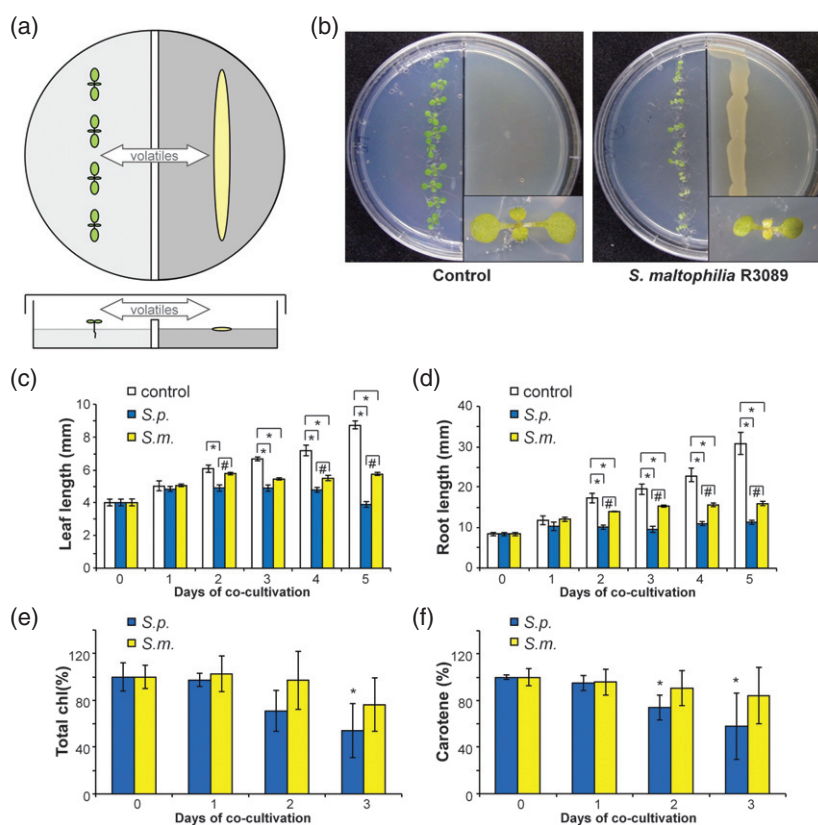 (a)
volatiles
volatiles
(b)
Control
S. maltophilia R3089
(c)
control
S.p.
S.m.
Leaf length (mm)
10
8
6
4
2
0
* # * * * * # * * #
0 1 2 3 4 5
Days of co-cultivation
(d)
control
S.p.
S.m.
Root length (mm)
40
30
20
10
0
* * # * * # * * # * * #
0 1 2 3 4 5
Days of co-cultivation
(e)
S.p.
S.m.
Total chl(%)
120
80
40
0
*
0 1 2 3
Days of co-cultivation
(f)
S.p.
S.m.
Carotene (%)
120
80
40
0
* *
0 1 2 3
Days of co-cultivation